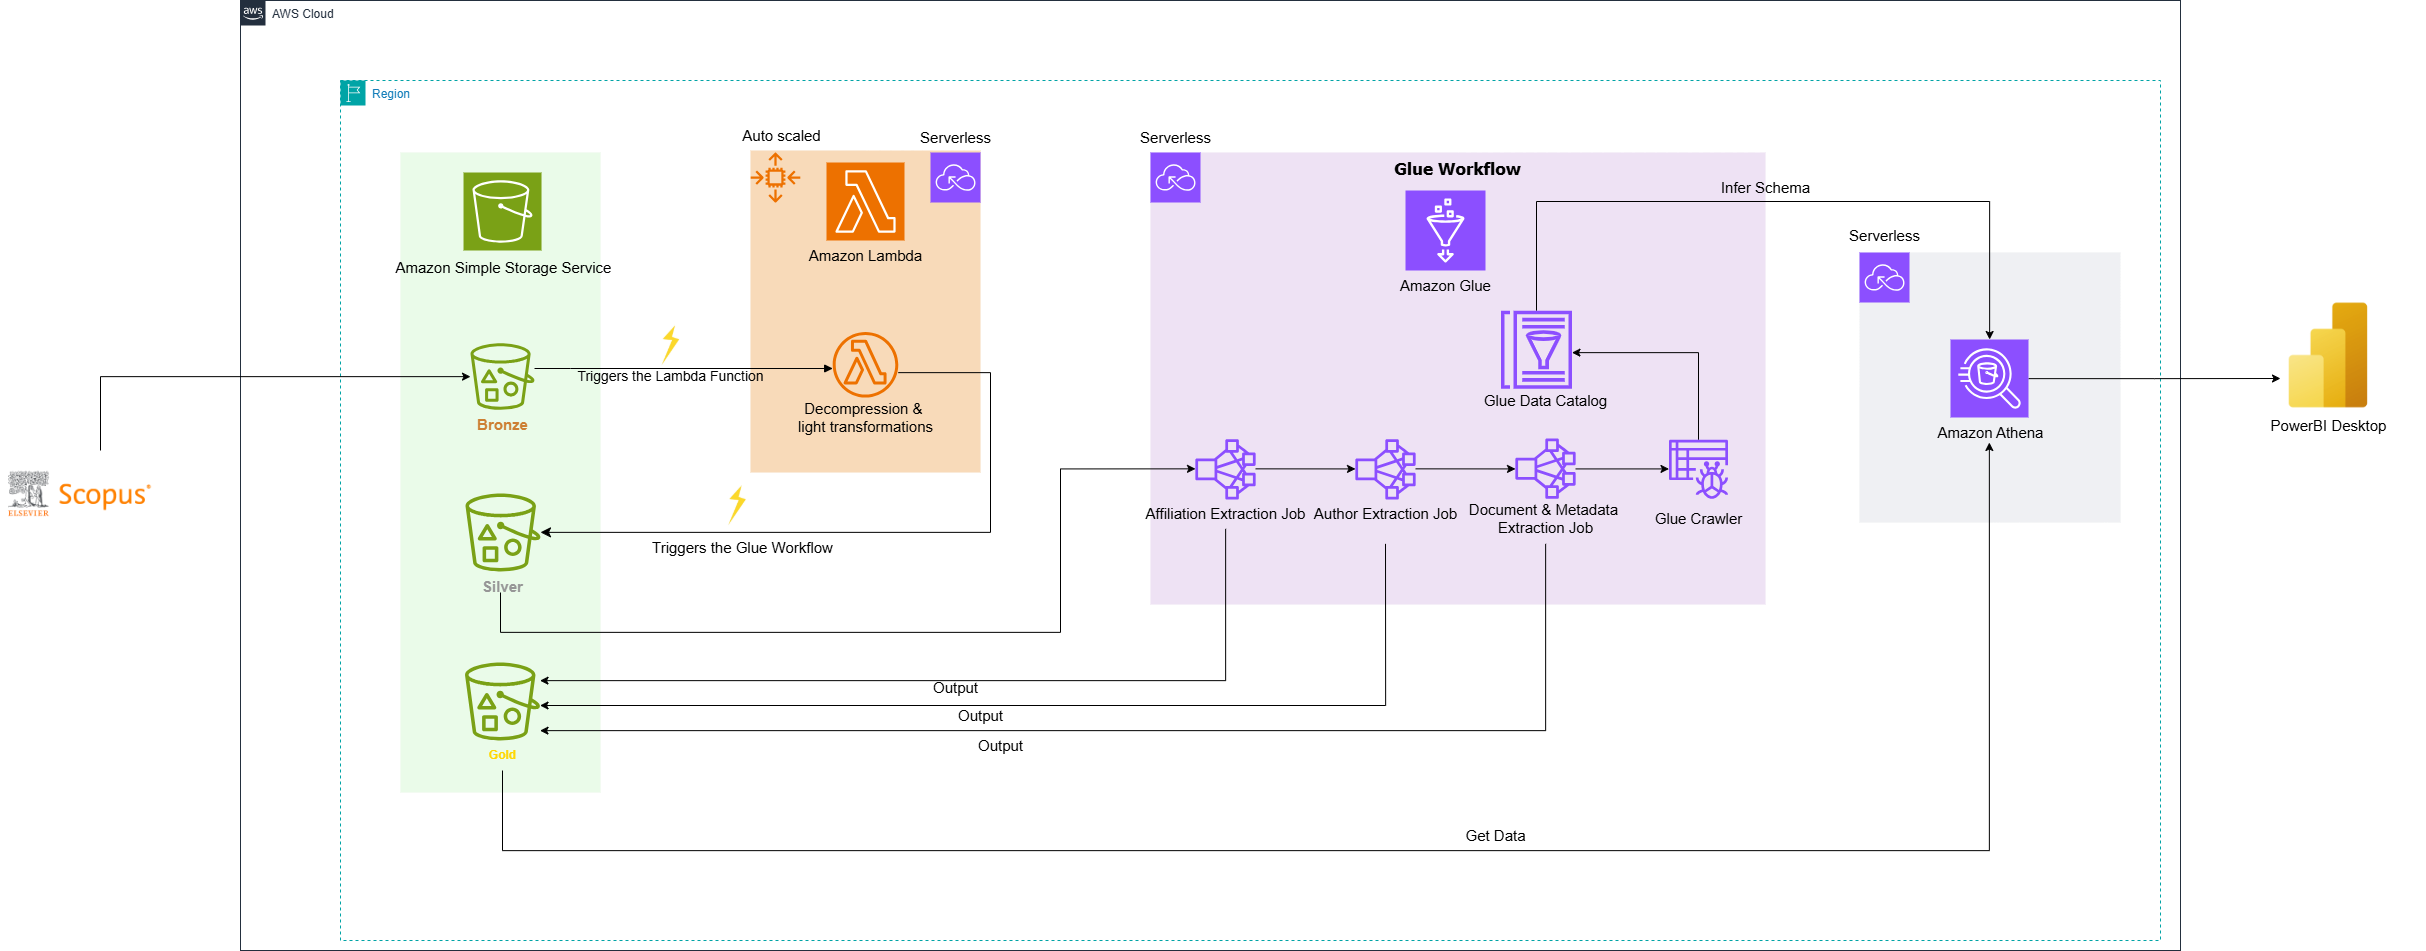 aws
AWS Cloud
Region
Auto scaled
Serverless
Serverless
Glue Workflow
Infer Schema
Serverless
Amazon Simple Storage Service
Amazon Lambda
Amazon Glue
Triggers the Lambda Function
Bronze
Decompression &
light transformations
Glue Data Catalog
Amazon Athena
PowerBI Desktop
ELSEVIER
Scopus®
Affiliation Extraction Job
Author Extraction Job
Document & Metadata
Extraction Job
Glue Crawler
Triggers the Glue Workflow
Silver
Output
Output
Output
Gold
Get Data